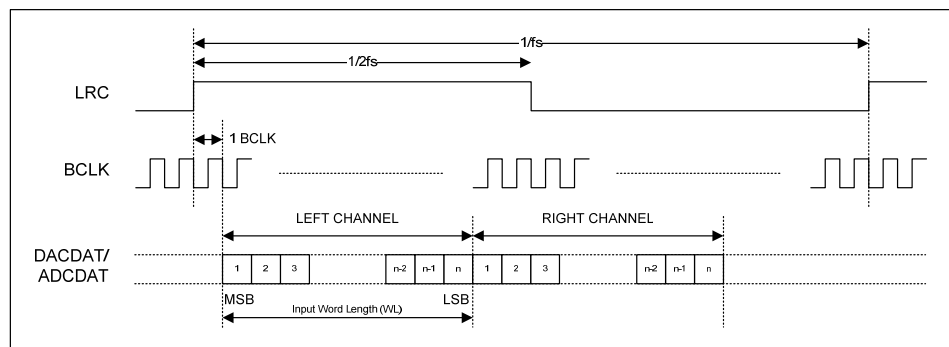 1/fs
1/2fs
LRC
1 BCLK
BCLK
LEFT CHANNEL
RIGHT CHANNEL
DACDAT/
ADCDAT
1 2 3 n-2 n-1 n 1 2 3 n-2 n-1 n
MSB LSB
Input Word Length (WL)